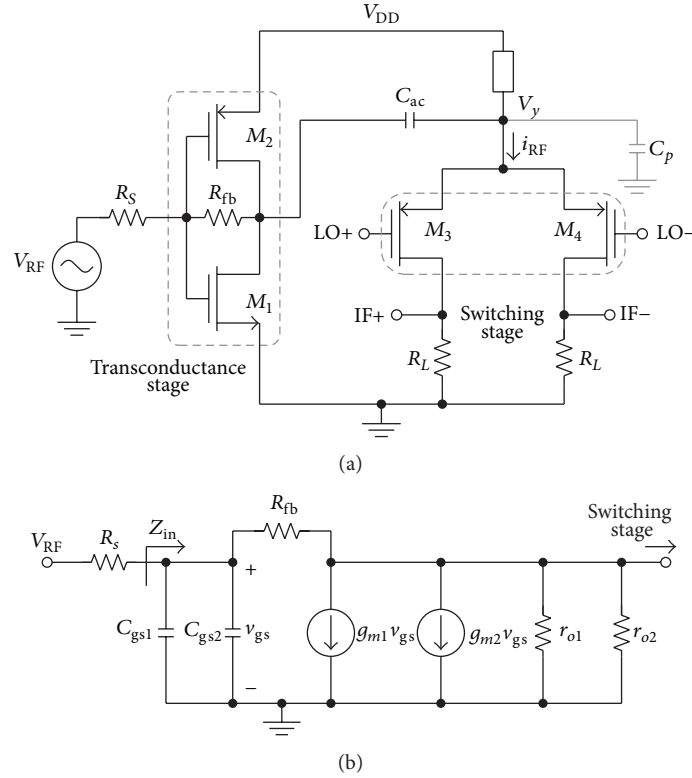 V_DD
C_ac
V_y
M_2
i_RF
C_p
R_S
R_fb
LO+
M_3
M_4
LO−
V_RF
M_1
IF+
Switching
stage
IF−
Transconductance
stage
R_L
R_L
(a)
R_fb
Switching
stage
V_RF
R_s
Z_in
+
C_gs1
C_gs2
v_gs
g_m1 v_gs
g_m2 v_gs
r_o1
r_o2
−
(b)